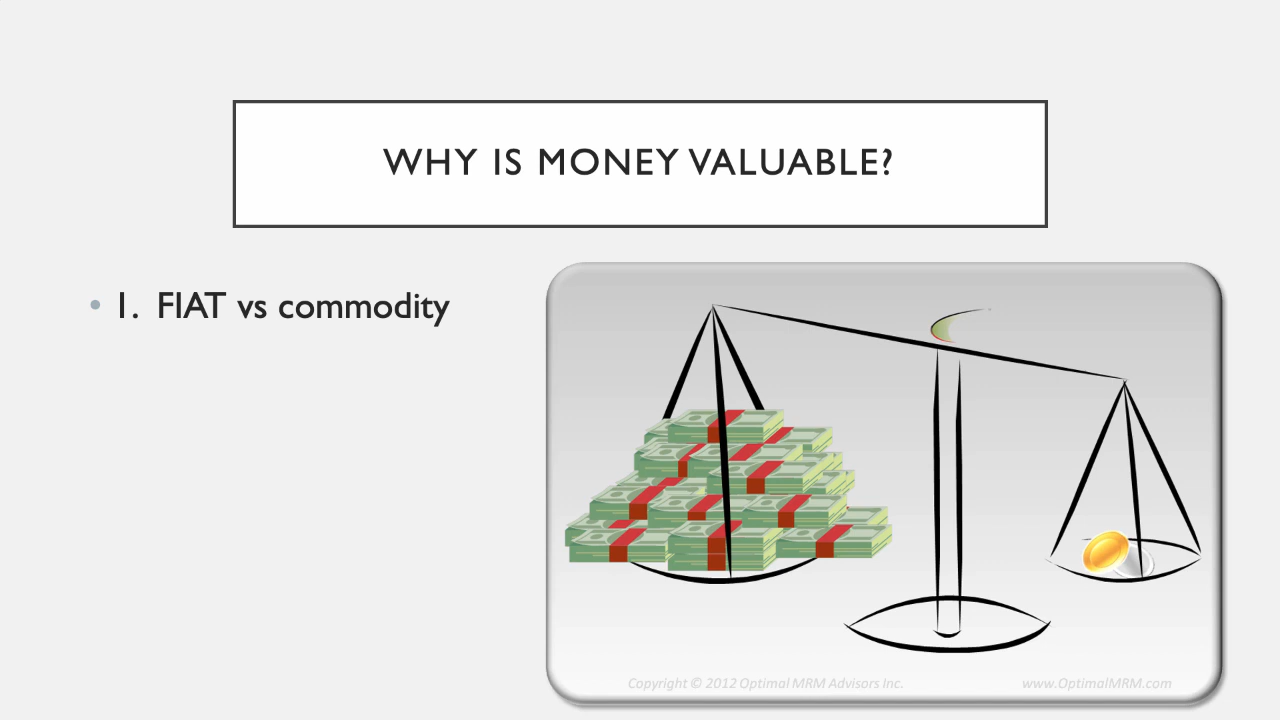 WHY IS MONEY VALUABLE?
• 1. FIAT vs commodity
Copyright © 2012 Optimal MRM Advisors Inc. www.OptimalMRM.com